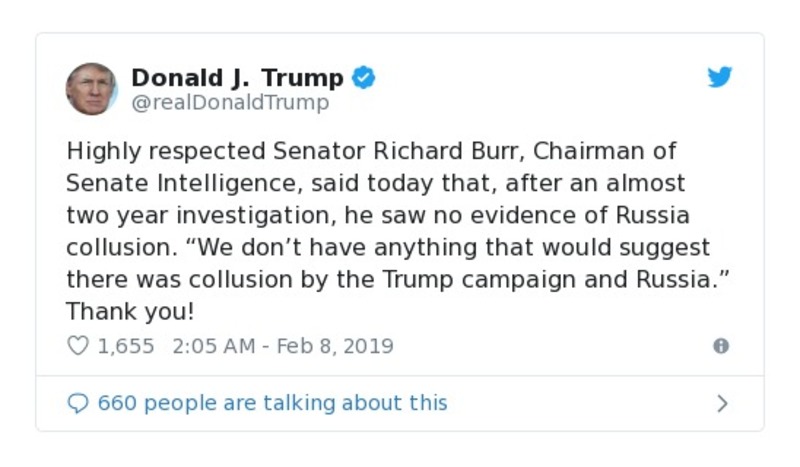 Donald J. Trump
@realDonaldTrump
Highly respected Senator Richard Burr, Chairman of
Senate Intelligence, said today that, after an almost
two year investigation, he saw no evidence of Russia
collusion. “We don’t have anything that would suggest
there was collusion by the Trump campaign and Russia.”
Thank you!
1,655 2:05 AM - Feb 8, 2019
660 people are talking about this